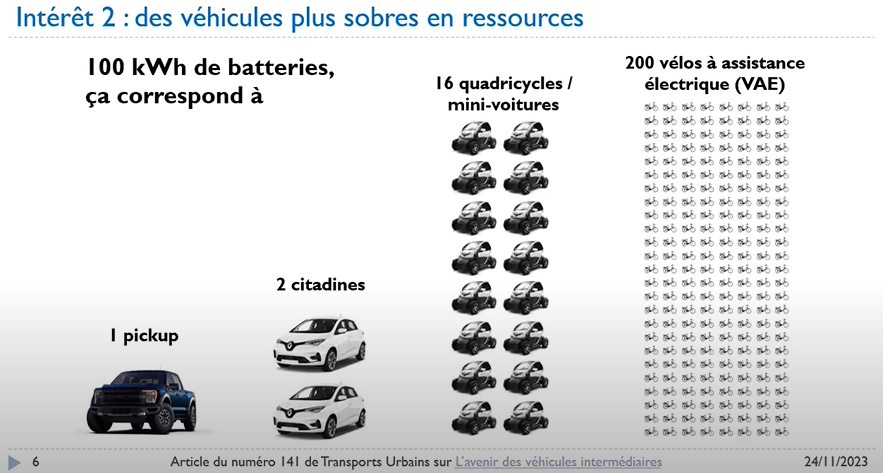 Intérêt 2 : des véhicules plus sobres en ressources
100 kWh de batteries,
ça correspond à
1 pickup
2 citadines
16 quadricycles /
mini-voitures
200 vélos à assistance
électrique (VAE)
6
Article du numéro 141 de Transports Urbains sur L'avenir des véhicules intermédiaires
24/11/2023